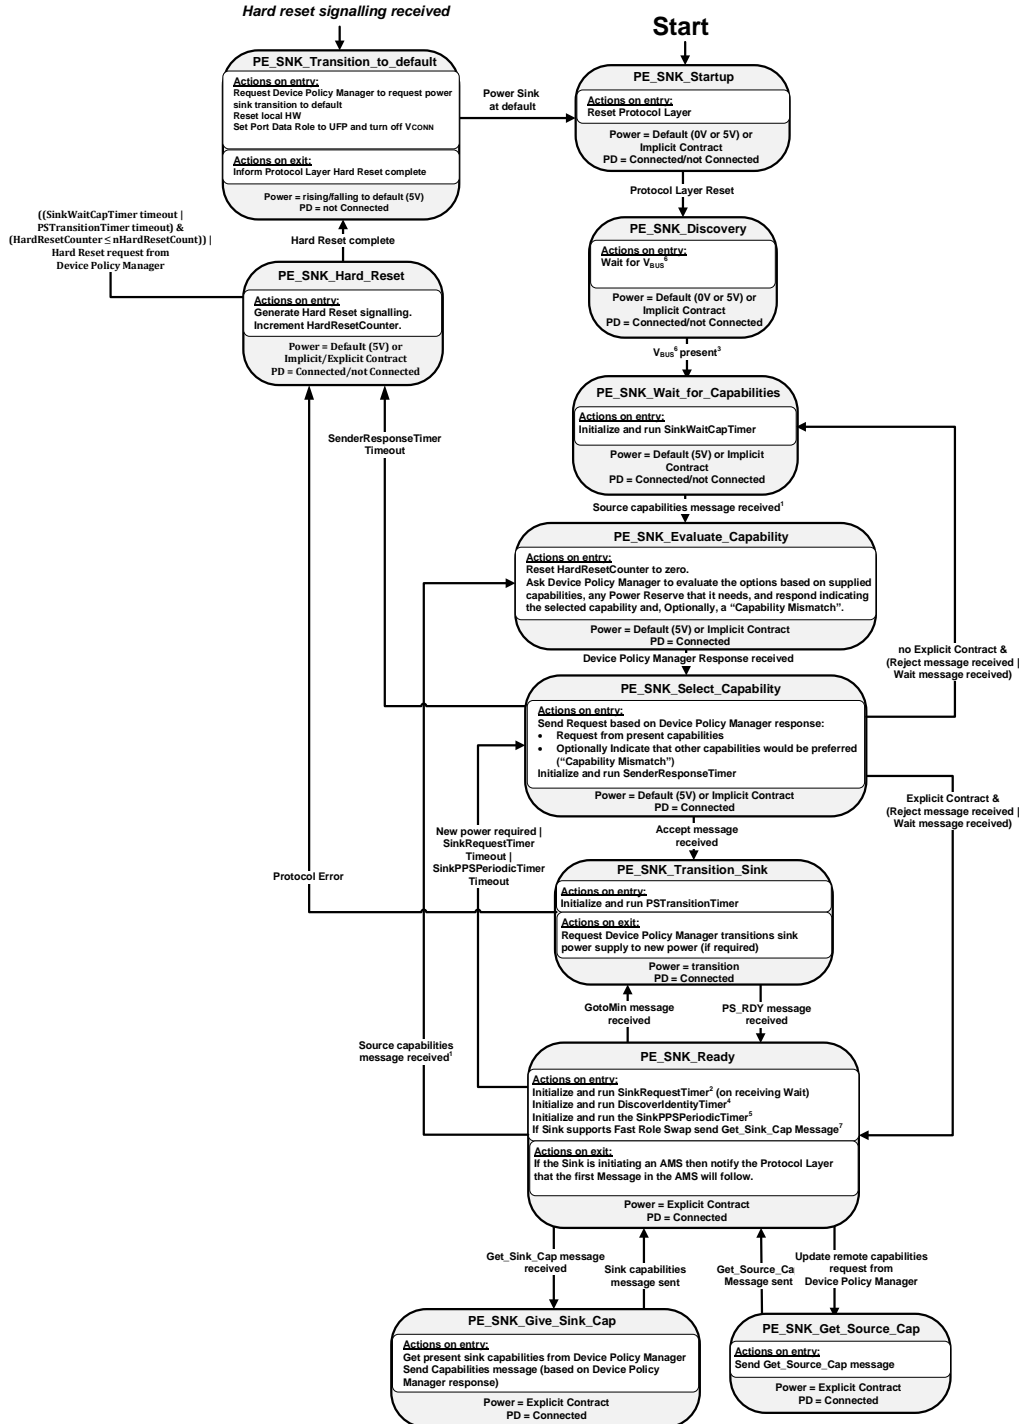 Hard reset signalling received
Start
PE_SNK_Transition_to_default
Actions on entry:
Request Device Policy Manager to request power
sink transition to default
Reset local HW
Set Port Data Role to UFP and turn off VCONN
Actions on exit:
Inform Protocol Layer Hard Reset complete
Power = rising/falling to default (5V)
PD = not Connected
Power Sink
at default
PE_SNK_Startup
Actions on entry:
Reset Protocol Layer
Power = Default (0V or 5V) or
Implicit Contract
PD = Connected/not Connected
Protocol Layer Reset
((SinkWaitCapTimer timeout |
PSTransitionTimer timeout) &
(HardResetCounter ≤ nHardResetCount)) |
Hard Reset request from
Device Policy Manager
Hard Reset complete
PE_SNK_Hard_Reset
Actions on entry:
Generate Hard Reset signalling.
Increment HardResetCounter.
Power = Default (5V) or
Implicit/Explicit Contract
PD = Connected/not Connected
PE_SNK_Discovery
Actions on entry:
Wait for VBUS⁶
Power = Default (0V or 5V) or
Implicit Contract
PD = Connected/not Connected
VBUS⁶ present³
PE_SNK_Wait_for_Capabilities
Actions on entry:
Initialize and run SinkWaitCapTimer
Power = Default (5V) or Implicit
Contract
PD = Connected/not Connected
SenderResponseTimer
Timeout
Source capabilities message received¹
PE_SNK_Evaluate_Capability
Actions on entry:
Reset HardResetCounter to zero.
Ask Device Policy Manager to evaluate the options based on supplied
capabilities, any Power Reserve that it needs, and respond indicating
the selected capability and, Optionally, a “Capability Mismatch”.
Power = Default (5V) or Implicit Contract
PD = Connected
Device Policy Manager Response received
no Explicit Contract &
(Reject message received |
Wait message received)
PE_SNK_Select_Capability
Actions on entry:
Send Request based on Device Policy Manager response:
• Request from present capabilities
• Optionally Indicate that other capabilities would be preferred
(“Capability Mismatch”)
Initialize and run SenderResponseTimer
Power = Default (5V) or Implicit Contract
PD = Connected
Explicit Contract &
(Reject message received |
Wait message received)
New power required |
SinkRequestTimer
Timeout |
SinkPPSPeriodicTimer
Timeout
Accept message
received
Protocol Error
PE_SNK_Transition_Sink
Actions on entry:
Initialize and run PSTransitionTimer
Actions on exit:
Request Device Policy Manager transitions sink
power supply to new power (if required)
Power = transition
PD = Connected
GotoMin message
received
PS_RDY message
received
Source capabilities
message received¹
PE_SNK_Ready
Actions on entry:
Initialize and run SinkRequestTimer² (on receiving Wait)
Initialize and run DiscoverIdentityTimer⁴
Initialize and run the SinkPPSPeriodicTimer⁵
If Sink supports Fast Role Swap send Get_Sink_Cap Message⁷
Actions on exit:
If the Sink is initiating an AMS then notify the Protocol Layer
that the first Message in the AMS will follow.
Power = Explicit Contract
PD = Connected
Get_Sink_Cap message
received
Sink capabilities
message sent
Get_Source_Ca
Message sent
Update remote capabilities
request from
Device Policy Manager
PE_SNK_Give_Sink_Cap
Actions on entry:
Get present sink capabilities from Device Policy Manager
Send Capabilities message (based on Device Policy
Manager response)
Power = Explicit Contract
PD = Connected
PE_SNK_Get_Source_Cap
Actions on entry:
Send Get_Source_Cap message
Power = Explicit Contract
PD = Connected